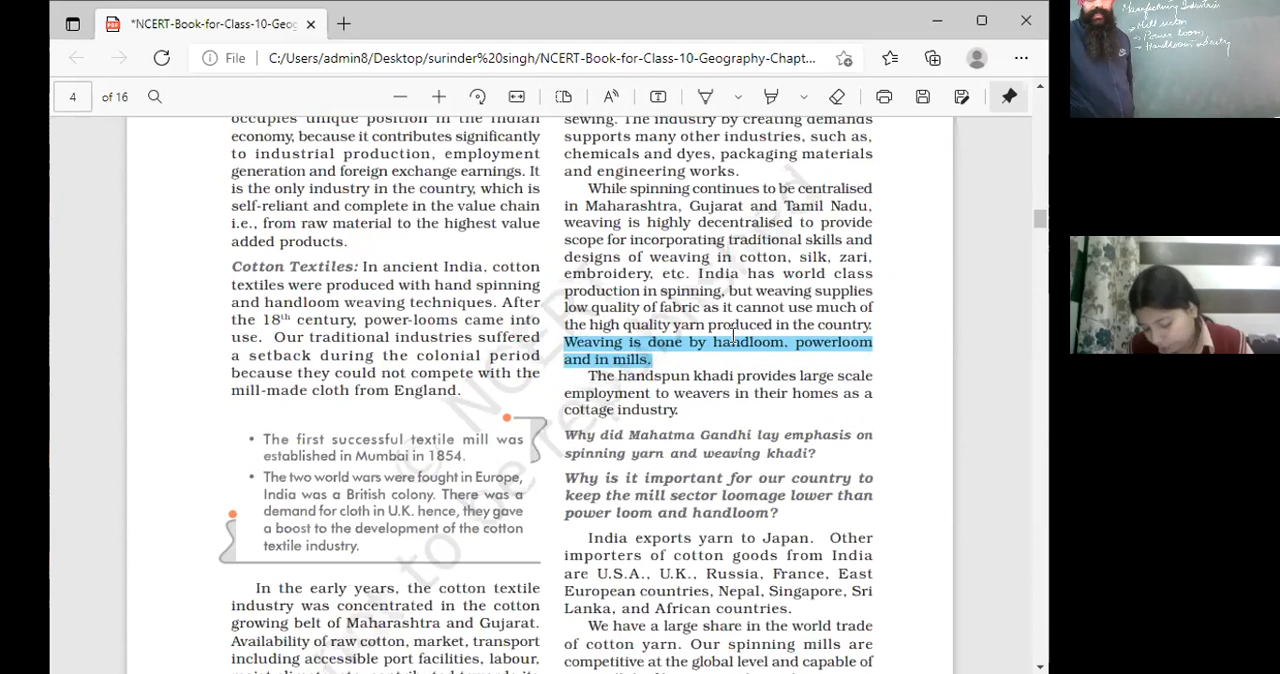 *NCERT-Book-for-Class-10-Geog
File
C:/Users/admin8/Desktop/surinder%20singh/NCERT-Book-for-Class-10-Geography-Chapt...
4 of 16
occupies unique position in the Indian
economy, because it contributes significantly
to industrial production, employment
generation and foreign exchange earnings. It
is the only industry in the country, which is
self-reliant and complete in the value chain
i.e., from raw material to the highest value
added products.
Cotton Textiles: In ancient India, cotton
textiles were produced with hand spinning
and handloom weaving techniques. After
the 18th century, power-looms came into
use. Our traditional industries suffered
a setback during the colonial period
because they could not compete with the
mill-made cloth from England.
• The first successful textile mill was
established in Mumbai in 1854.
• The two world wars were fought in Europe,
India was a British colony. There was a
demand for cloth in U.K. hence, they gave
a boost to the development of the cotton
textile industry.
In the early years, the cotton textile
industry was concentrated in the cotton
growing belt of Maharashtra and Gujarat.
Availability of raw cotton, market, transport
including accessible port facilities, labour,
sewing. The industry by creating demands
supports many other industries, such as,
chemicals and dyes, packaging materials
and engineering works.
While spinning continues to be centralised
in Maharashtra, Gujarat and Tamil Nadu,
weaving is highly decentralised to provide
scope for incorporating traditional skills and
designs of weaving in cotton, silk, zari,
embroidery, etc. India has world class
production in spinning, but weaving supplies
low quality of fabric as it cannot use much of
the high quality yarn produced in the country.
Weaving is done by handloom, powerloom
and in mills.
The handspun khadi provides large scale
employment to weavers in their homes as a
cottage industry.
Why did Mahatma Gandhi lay emphasis on
spinning yarn and weaving khadi?
Why is it important for our country to
keep the mill sector loomage lower than
power loom and handloom?
India exports yarn to Japan. Other
importers of cotton goods from India
are U.S.A., U.K., Russia, France, East
European countries, Nepal, Singapore, Sri
Lanka, and African countries.
We have a large share in the world trade
of cotton yarn. Our spinning mills are
competitive at the global level and capable of
© NCERT
not to be republished
Manufacturing Industries
→ Mill sector
→ Power loom
→ Handloom industry